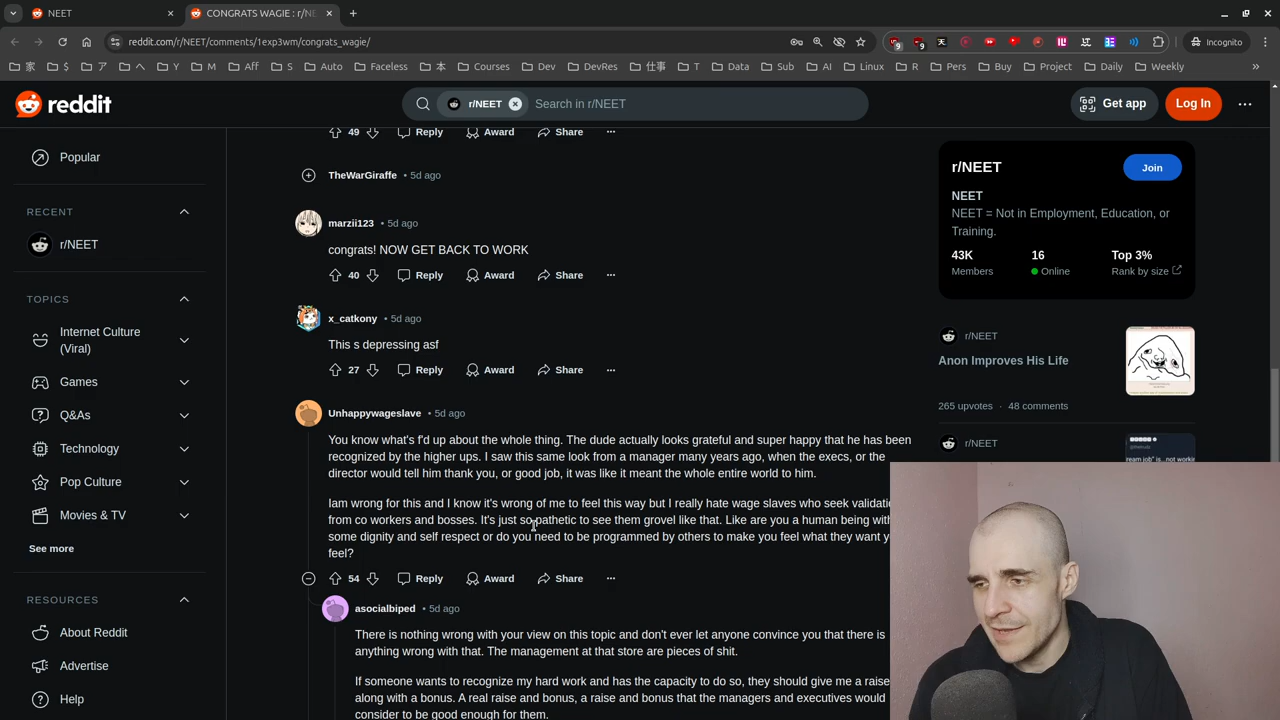 NEET
CONGRATS WAGIE : r/NE
reddit.com/r/NEET/comments/1exp3wm/congrats_wagie/
9
9
Incognito
家
$
ア
へ
Y
M
Aff
S
Auto
Faceless
本
Courses
Dev
DevRes
仕事
T
Data
Sub
AI
Linux
R
Pers
Buy
Project
Daily
Weekly
reddit
r/NEET
Search in r/NEET
Get app
Log In
Popular
RECENT
r/NEET
TOPICS
Internet Culture
(Viral)
Games
Q&As
Technology
Pop Culture
Movies & TV
See more
RESOURCES
About Reddit
Advertise
Help
49 Reply Award Share
TheWarGiraffe • 5d ago
marzii123 • 5d ago
congrats! NOW GET BACK TO WORK
40 Reply Award Share
x_catkony • 5d ago
This s depressing asf
27 Reply Award Share
Unhappywageslave • 5d ago
You know what's f'd up about the whole thing. The dude actually looks grateful and super happy that he has been
recognized by the higher ups. I saw this same look from a manager many years ago, when the execs, or the
director would tell him thank you, or good job, it was like it meant the whole entire world to him.
Iam wrong for this and I know it's wrong of me to feel this way but I really hate wage slaves who seek validati
from co workers and bosses. It's just so pathetic to see them grovel like that. Like are you a human being with
some dignity and self respect or do you need to be programmed by others to make you feel what they want y
feel?
54 Reply Award Share
asocialbiped • 5d ago
There is nothing wrong with your view on this topic and don't ever let anyone convince you that there is
anything wrong with that. The management at that store are pieces of shit.
If someone wants to recognize my hard work and has the capacity to do so, they should give me a raise
along with a bonus. A real raise and bonus, a raise and bonus that the managers and executives would
consider to be good enough for them.
r/NEET
Join
NEET
NEET = Not in Employment, Education, or
Training.
43K 16 Top 3%
Members Online Rank by size
r/NEET
Anon Improves His Life
265 upvotes • 48 comments
r/NEET